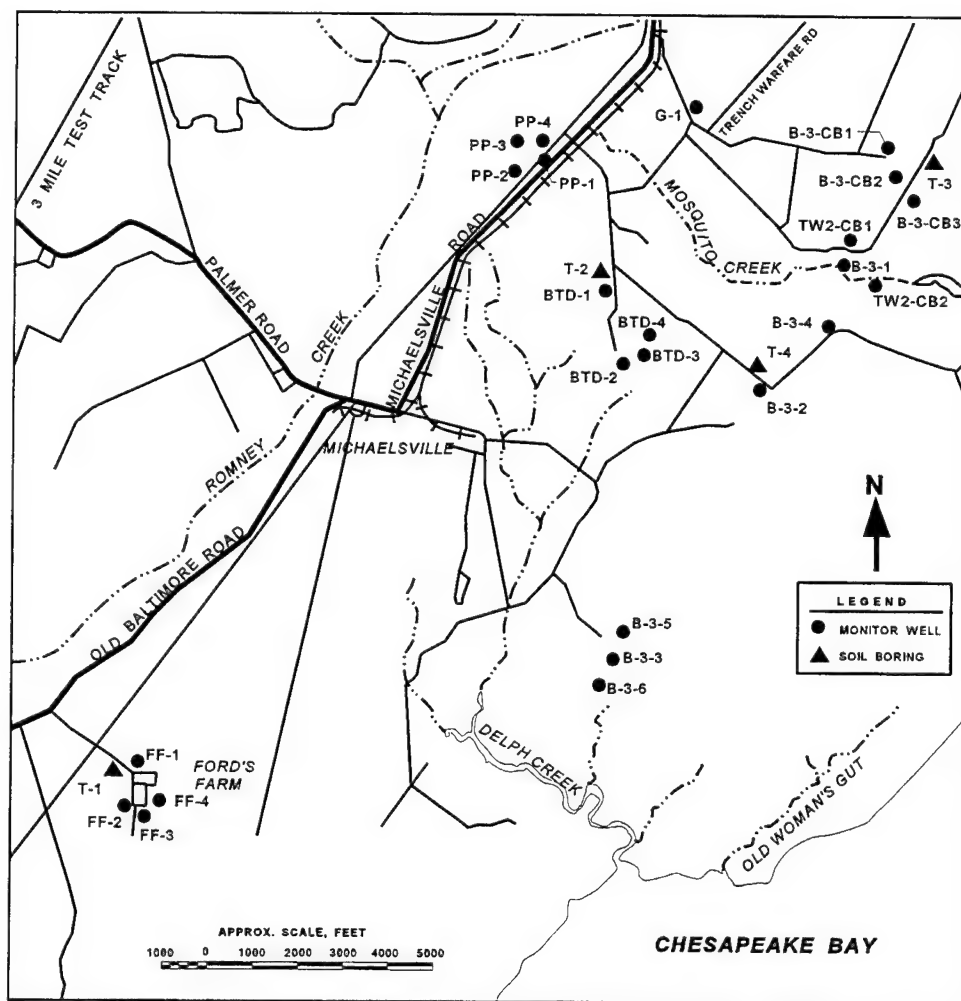 3 MILE TEST TRACK
TRENCH WARFARE RD
G-1
PP-4
PP-3
PP-2
PP-1
B-3-CB1
B-3-CB2
T-3
B-3-CB3
MOSQUITO
CREEK
TW2-CB1
B-3-1
TW2-CB2
ROAD
MICHAELSVILLE
T-2
BTD-1
BTD-4
BTD-3
BTD-2
B-3-4
T-4
B-3-2
PALMER ROAD
CREEK
ROMNEY
MICHAELSVILLE
OLD BALTIMORE ROAD
N
LEGEND
MONITOR WELL
SOIL BORING
B-3-5
B-3-3
B-3-6
DELPH CREEK
OLD WOMAN'S GUT
FF-1
FORD'S
FARM
T-1
FF-4
FF-2
FF-3
APPROX. SCALE, FEET
1000 0 1000 2000 3000 4000 5000
CHESAPEAKE BAY